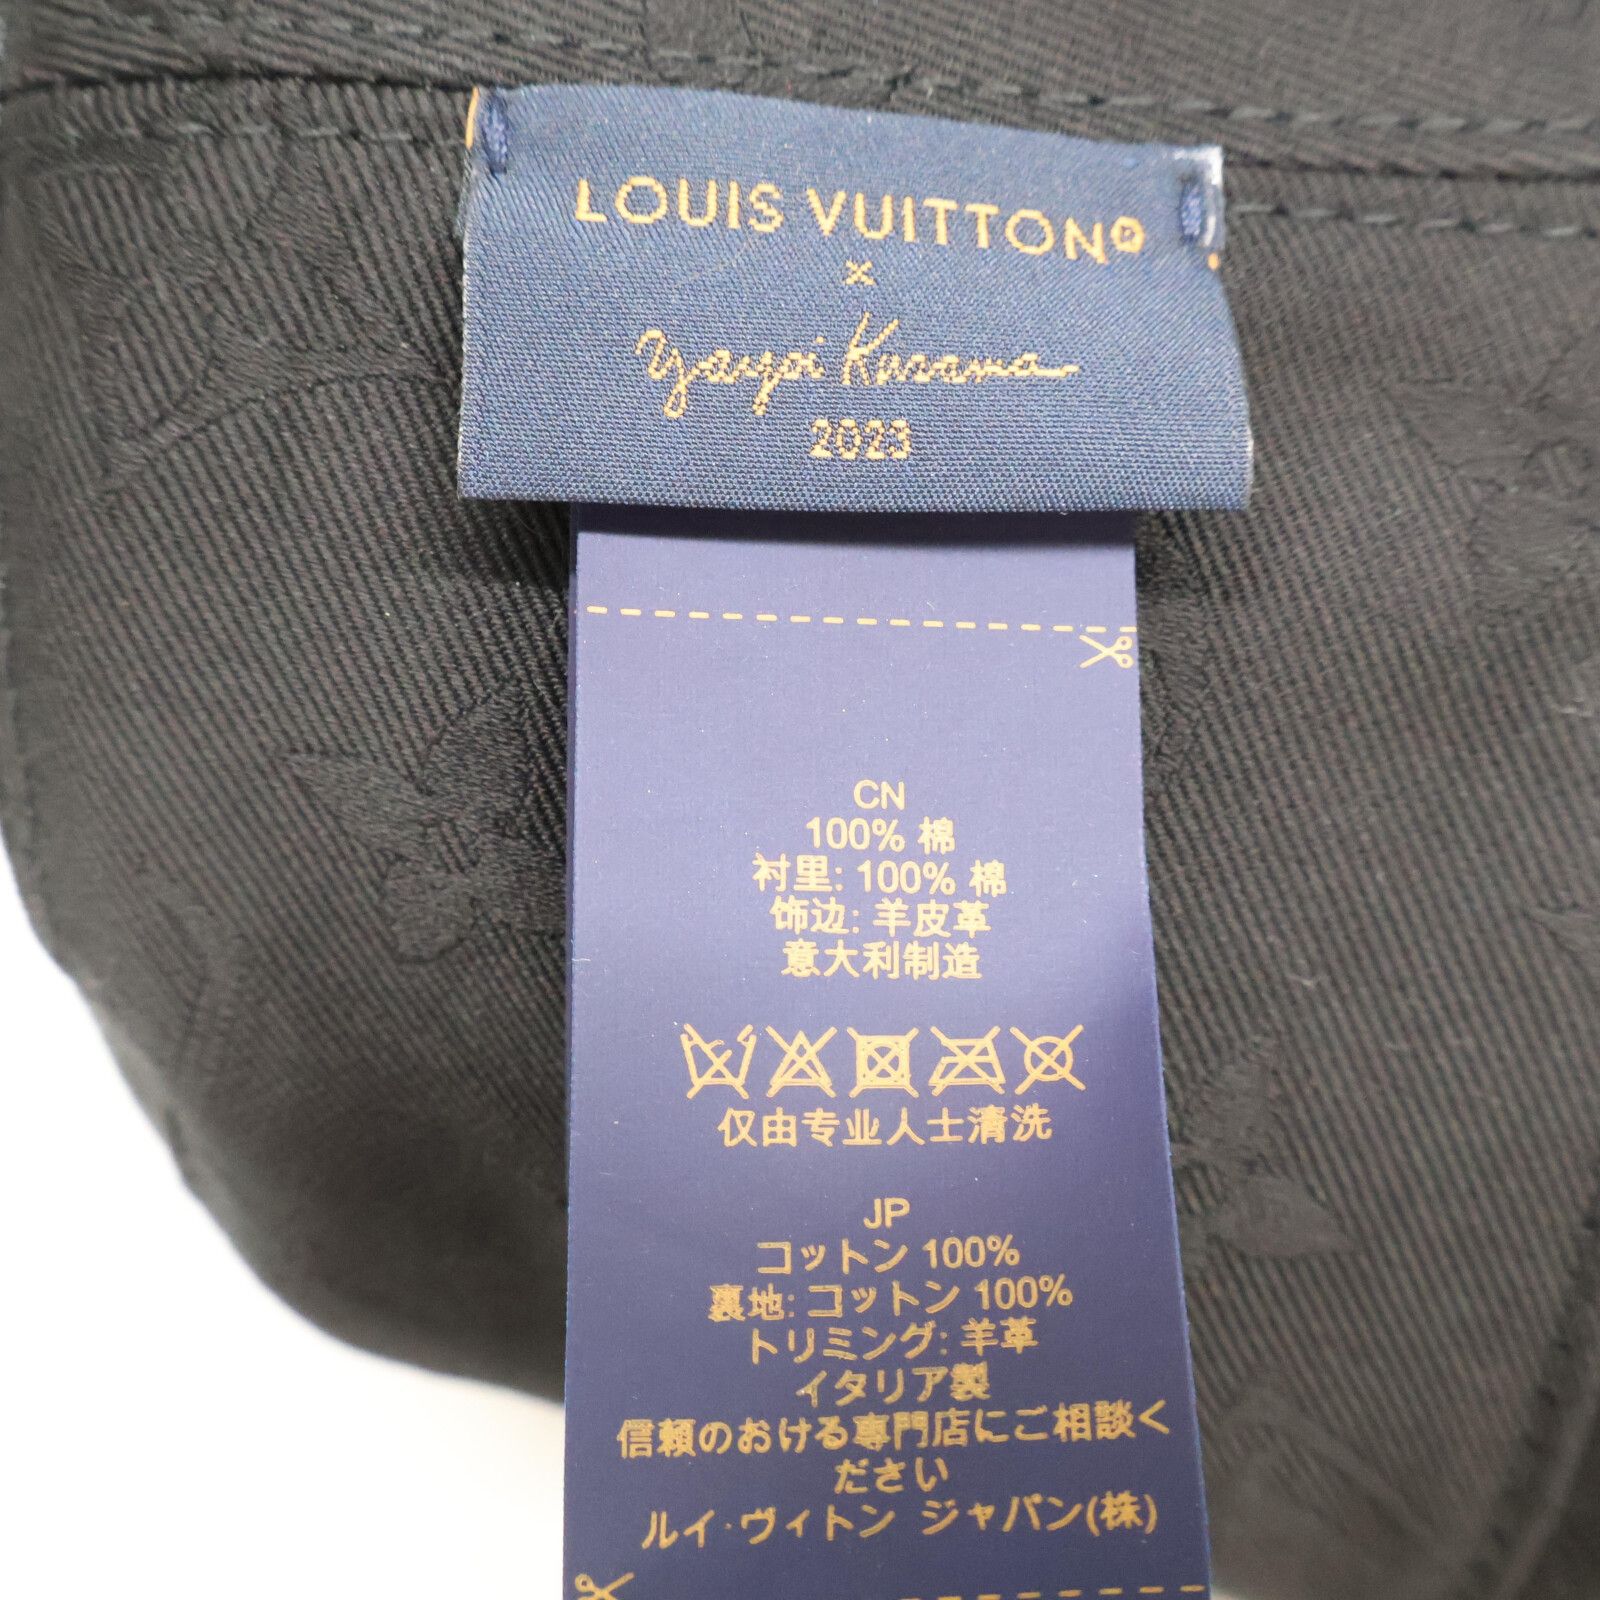 LOUIS VUITTON®
x
Yayoi Kusama
2023
CN
100% 棉
衬里: 100% 棉
饰边: 羊皮革
意大利制造
仅由专业人士清洗
JP
コットン 100%
裏地: コットン 100%
トリミング: 羊革
イタリア製
信頼のおける専門店にご相談く
ださい
ルイ·ヴィトン ジャパン(株)